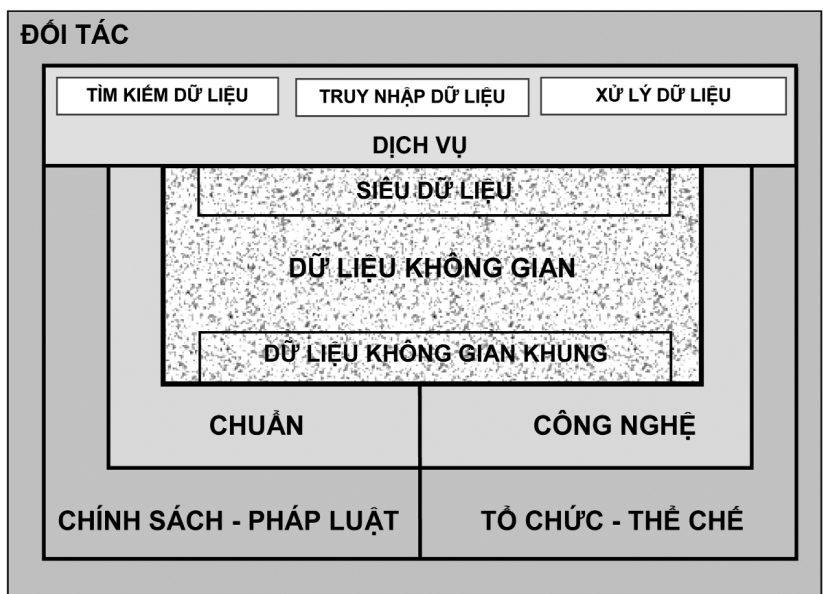 ĐỐI TÁC
TÌM KIẾM DỮ LIỆU
TRUY NHẬP DỮ LIỆU
XỬ LÝ DỮ LIỆU
DỊCH VỤ
SIÊU DỮ LIỆU
DỮ LIỆU KHÔNG GIAN
DỮ LIỆU KHÔNG GIAN KHUNG
CHUẨN
CÔNG NGHỆ
CHÍNH SÁCH - PHÁP LUẬT
TỔ CHỨC - THỂ CHẾ